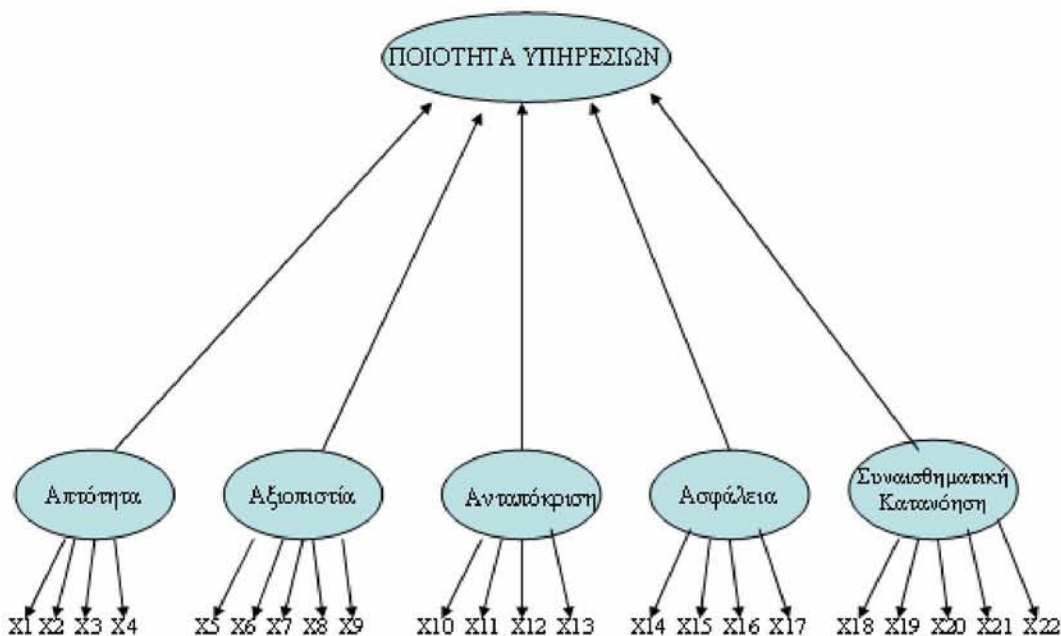 ΠΟΙΟΤΗΤΑ ΥΠΗΡΕΣΙΩΝ
Απτότητα
Αξιοπιστία
Ανταπόκριση
Ασφάλεια
Συναισθηματική
Κατανόηση
X1 X2 X3 X4 X5 X6 X7 X8 X9 X10 X11 X12 X13 X14 X15 X16 X17 X18 X19 X20 X21 X22